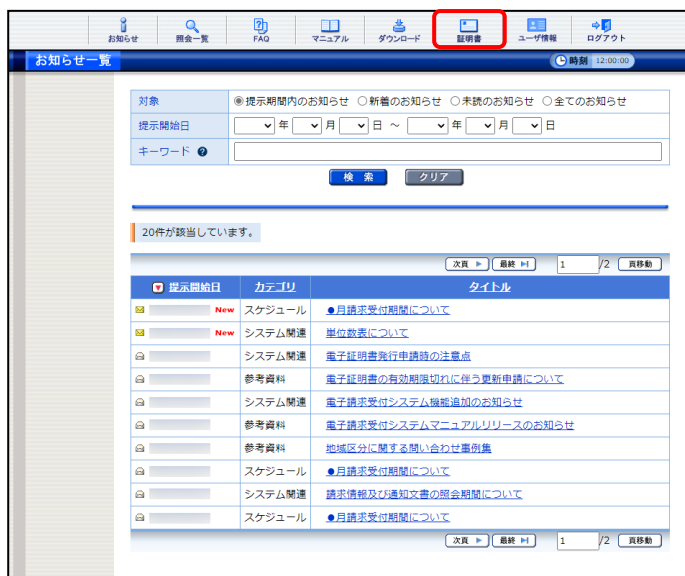 お知らせ 照会一覧 FAQ マニュアル ダウンロード 証明書 ユーザ情報 ログアウト
お知らせ一覧 時刻 12:00:00
対象 提示期間内のお知らせ 新着のお知らせ 未読のお知らせ 全てのお知らせ
提示開始日 年 月 日 ~ 年 月 日
キーワード ?
検 索 クリア
20件が該当しています。
次頁 最終 1 /2 頁移動
提示開始日 カテゴリ タイトル
New スケジュール ●月請求受付期間について
New システム関連 単位数表について
システム関連 電子証明書発行申請時の注意点
参考資料 電子証明書の有効期限切れに伴う更新申請について
システム関連 電子請求受付システム機能追加のお知らせ
参考資料 電子請求受付システムマニュアルリリースのお知らせ
参考資料 地域区分に関する問い合わせ事例集
スケジュール ●月請求受付期間について
システム関連 請求情報及び通知文書の照会期間について
スケジュール ●月請求受付期間について
次頁 最終 1 /2 頁移動